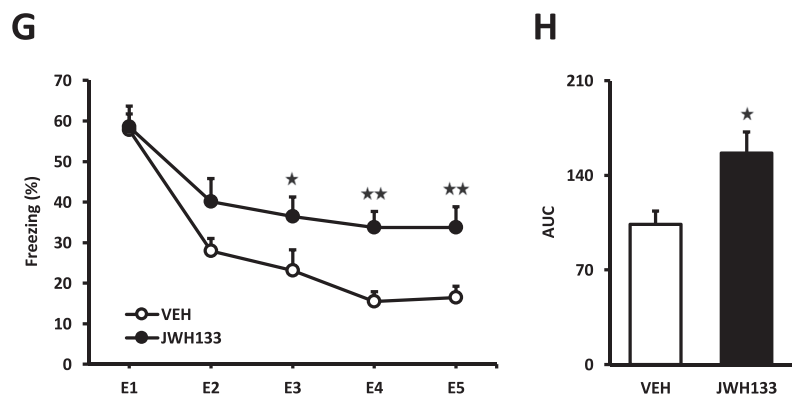 G
Freezing (%)
70
60
50
40
30
20
10
0
★
★★
★★
VEH
JWH133
E1 E2 E3 E4 E5
H
AUC
210
140
70
0
★
VEH JWH133